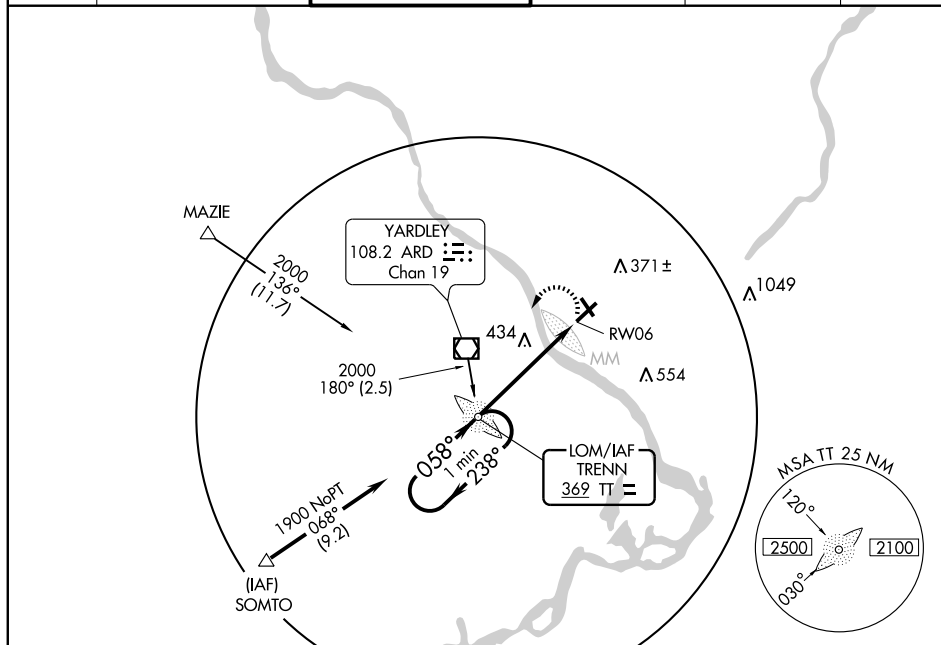 MAZIE
2000
136°
(11.7)
YARDLEY
108.2 ARD
Chan 19
371±
1049
434
RW06
MM
554
2000
180° (2.5)
058°
1 min
238°
LOM/IAF
TRENN
369 TT
1900 NoPT
068°
(9.2)
(IAF)
SOMTO
MSA TT 25 NM
120°
2500
2100
030°